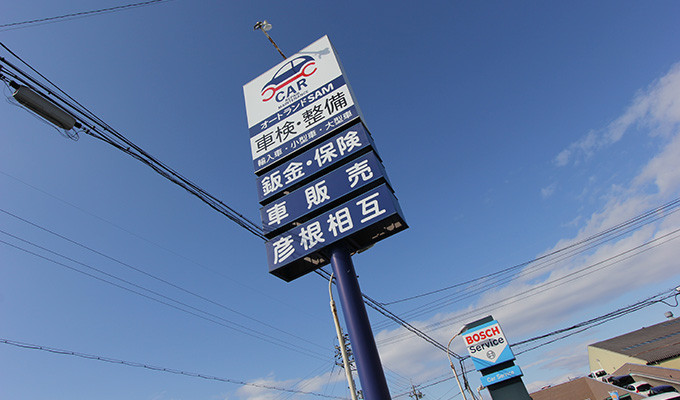 CAR
オートランドSAM
車検・整備
輸入車・小型車・大型車
鈑金・保険
車販売
彦根相互
BOSCH
Service
Car Service